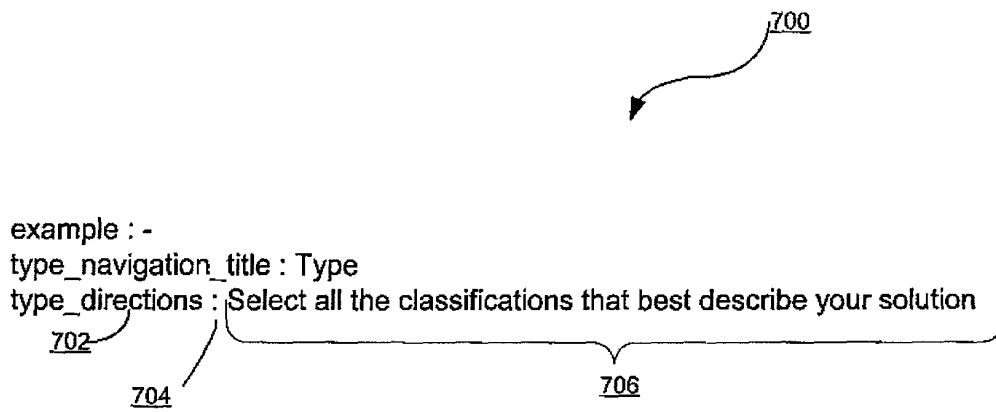 700
example : -
type_navigation_title : Type
type_directions : Select all the classifications that best describe your solution
702
704
706